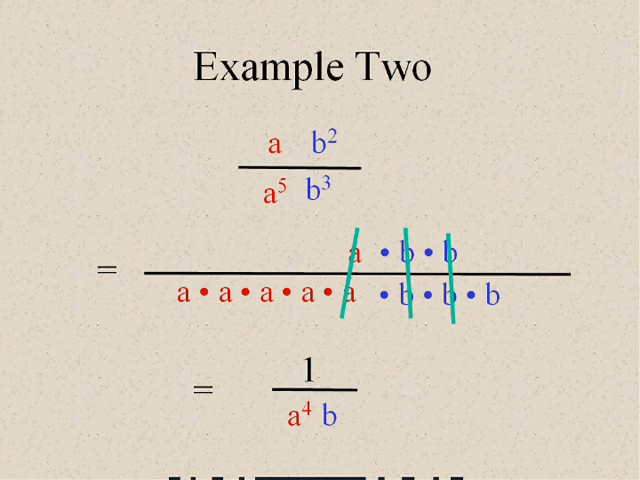 Example Two
a b²
a⁵ b³
= a • b • b
a • a • a • a • a • b • b • b
= 1
a⁴ b